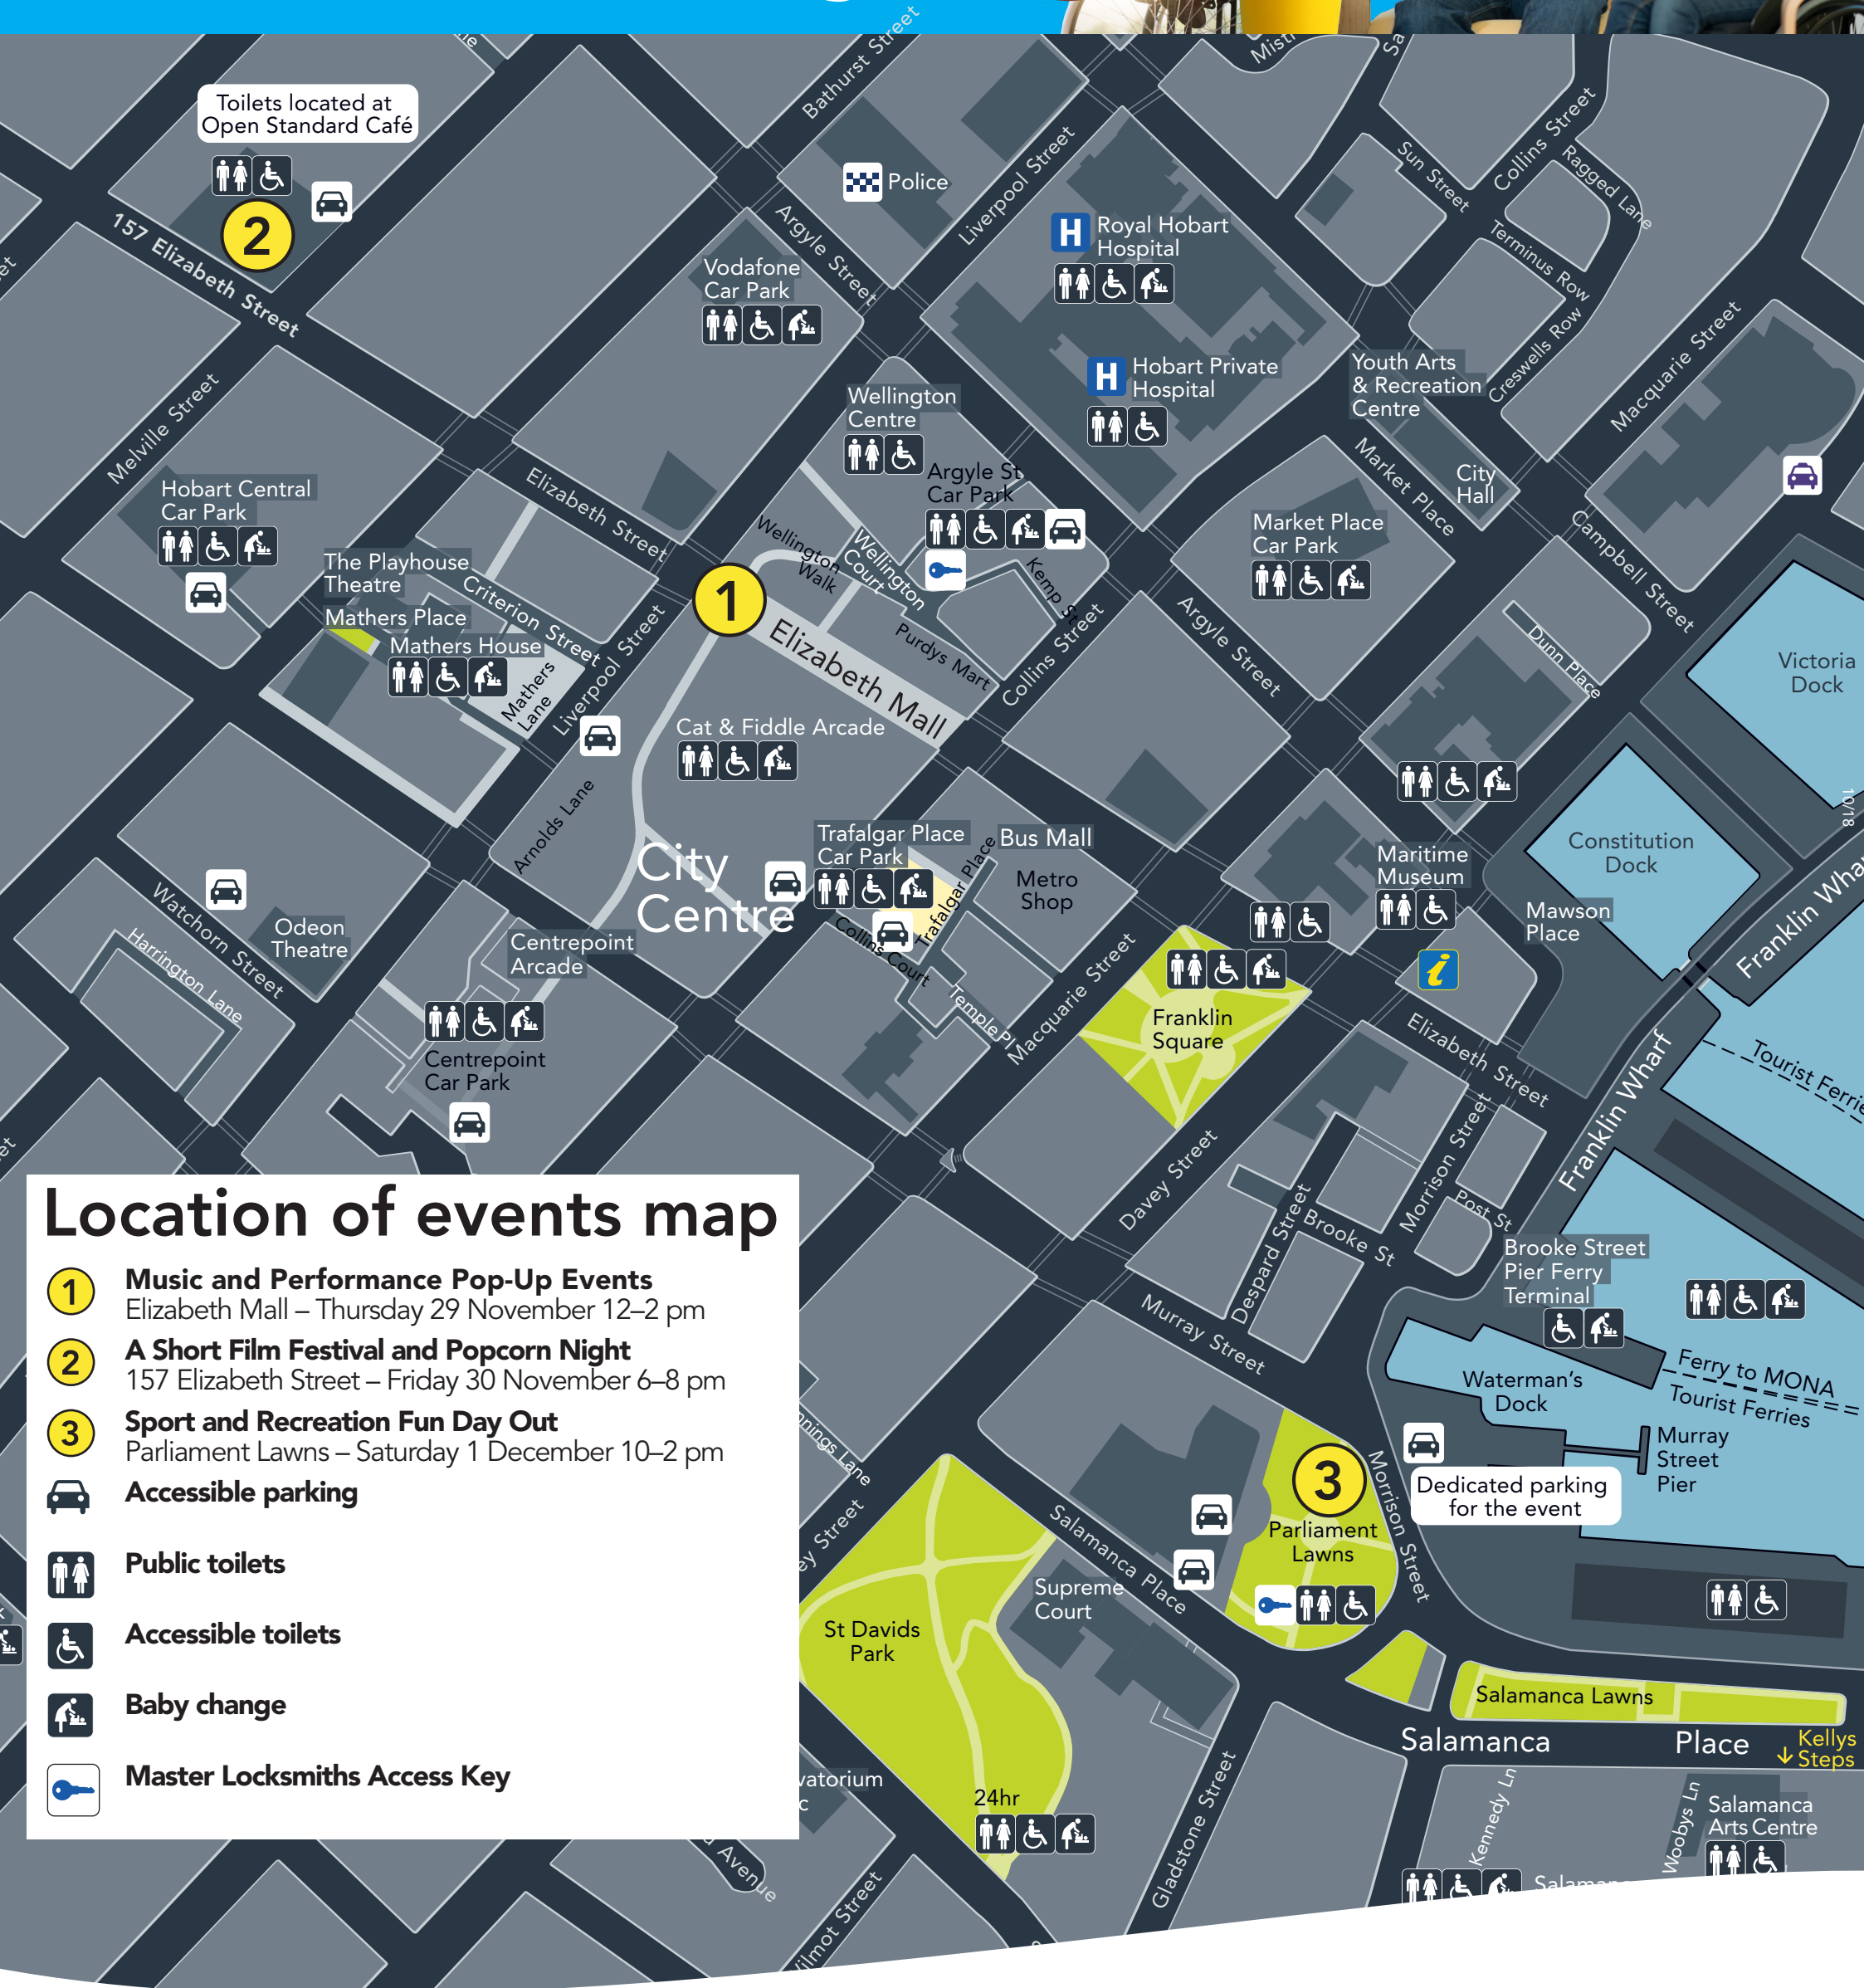 Bathurst Street
Toilets located at
Open Standard Café
2
157 Elizabeth Street
Police
Argyle Street
Liverpool Street
Royal Hobart
Hospital
Hobart Private
Hospital
Vodafone
Car Park
Collins Street
Sun Street
Ragged Lane
Terminus Row
Creswells Row
Macquarie Street
Youth Arts
& Recreation
Centre
City
Hall
Market Place
Campbell Street
Market Place
Car Park
Wellington
Centre
Argyle St
Car Park
Melville Street
Hobart Central
Car Park
Elizabeth Street
The Playhouse
Theatre
Mathers Place
Mathers House
Criterion Street
Mathers
Lane
Liverpool Street
1
Wellington
Walk
Wellington
Court
Kemp St
Purdys Mart
Elizabeth Mall
Collins Street
Argyle Street
Dunn Place
Victoria
Dock
Constitution
Dock
10/18
Cat & Fiddle Arcade
Arnolds Lane
City
Centre
Trafalgar Place
Car Park
Trafalgar Place
Bus Mall
Metro
Shop
Collins Court
Temple Pl
Macquarie Street
Maritime
Museum
Mawson
Place
Franklin
Square
Watchorn Street
Harrington Lane
Odeon
Theatre
Centrepoint
Arcade
Centrepoint
Car Park
Elizabeth Street
Franklin Wharf
Tourist Ferries
Davey Street
Despard Street
Brooke St
Morrison Street
Post St
Murray Street
Brooke Street
Pier Ferry
Terminal
Ferry to MONA
Tourist Ferries
Waterman's
Dock
Murray
Street
Pier
Dedicated parking
for the event
3
Parliament
Lawns
Morrison Street
Salamanca Place
Supreme
Court
St Davids
Park
24hr
Salamanca Lawns
Salamanca Place
Kellys
Steps
Gladstone Street
Kennedy Ln
Woobys Ln
Salamanca
Arts Centre
Location of events map
1 Music and Performance Pop-Up Events
Elizabeth Mall – Thursday 29 November 12–2 pm
2 A Short Film Festival and Popcorn Night
157 Elizabeth Street – Friday 30 November 6–8 pm
3 Sport and Recreation Fun Day Out
Parliament Lawns – Saturday 1 December 10–2 pm
Accessible parking
Public toilets
Accessible toilets
Baby change
Master Locksmiths Access Key